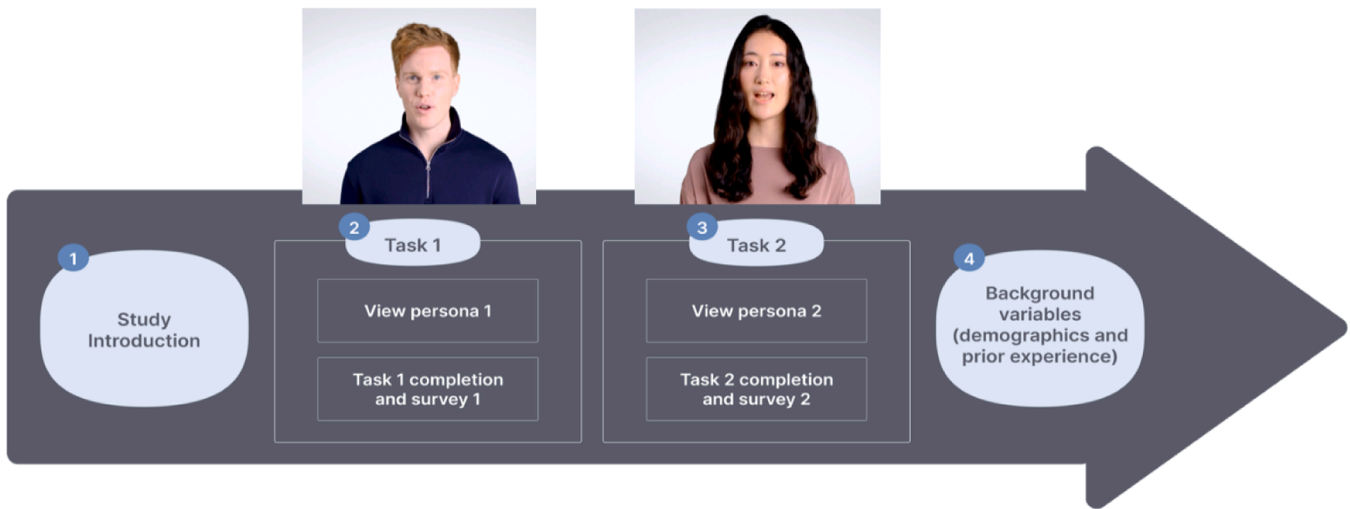 1
Study
Introduction
2
Task 1
View persona 1
Task 1 completion
and survey 1
3
Task 2
View persona 2
Task 2 completion
and survey 2
4
Background
variables
(demographics and
prior experience)